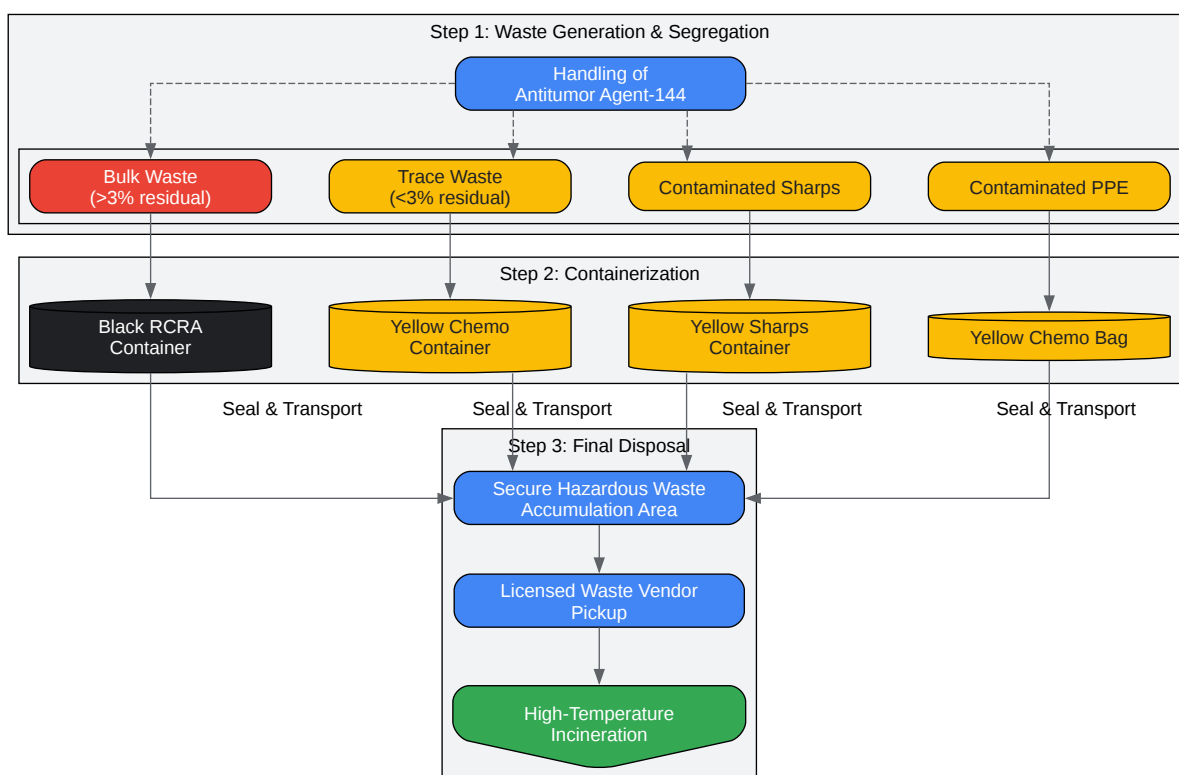 Step 1: Waste Generation & Segregation
Handling of
Antitumor Agent-144
Bulk Waste
(>3% residual)
Trace Waste
(<3% residual)
Contaminated Sharps
Contaminated PPE
Step 2: Containerization
Black RCRA
Container
Yellow Chemo
Container
Yellow Sharps
Container
Yellow Chemo Bag
Seal & Transport
Seal & Transport
Seal & Transport
Seal & Transport
Step 3: Final Disposal
Secure Hazardous Waste
Accumulation Area
Licensed Waste Vendor
Pickup
High-Temperature
Incineration